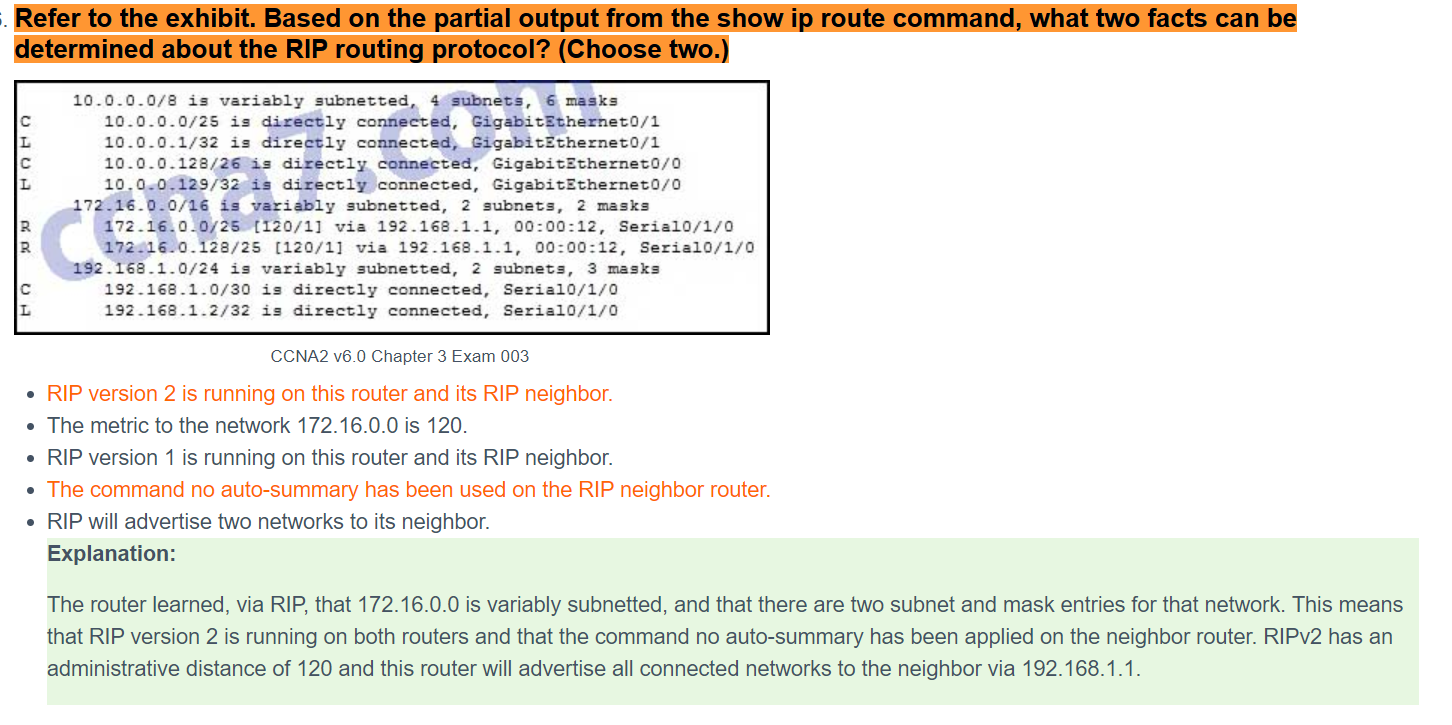 Refer to the exhibit. Based on the partial output from the show ip route command, what two facts can be
determined about the RIP routing protocol? (Choose two.)
10.0.0.0/8 is variably subnetted, 4 subnets, 6 masks
C 10.0.0.0/25 is directly connected, GigabitEthernet0/1
L 10.0.0.1/32 is directly connected, GigabitEthernet0/1
C 10.0.0.128/26 is directly connected, GigabitEthernet0/0
L 10.0.0.129/32 is directly connected, GigabitEthernet0/0
172.16.0.0/16 is variably subnetted, 2 subnets, 2 masks
R 172.16.0.0/25 [120/1] via 192.168.1.1, 00:00:12, Serial0/1/0
R 172.16.0.128/25 [120/1] via 192.168.1.1, 00:00:12, Serial0/1/0
192.168.1.0/24 is variably subnetted, 2 subnets, 3 masks
C 192.168.1.0/30 is directly connected, Serial0/1/0
L 192.168.1.2/32 is directly connected, Serial0/1/0
ccna7.com
CCNA2 v6.0 Chapter 3 Exam 003
• RIP version 2 is running on this router and its RIP neighbor.
• The metric to the network 172.16.0.0 is 120.
• RIP version 1 is running on this router and its RIP neighbor.
• The command no auto-summary has been used on the RIP neighbor router.
• RIP will advertise two networks to its neighbor.
Explanation:
The router learned, via RIP, that 172.16.0.0 is variably subnetted, and that there are two subnet and mask entries for that network. This means
that RIP version 2 is running on both routers and that the command no auto-summary has been applied on the neighbor router. RIPv2 has an
administrative distance of 120 and this router will advertise all connected networks to the neighbor via 192.168.1.1.